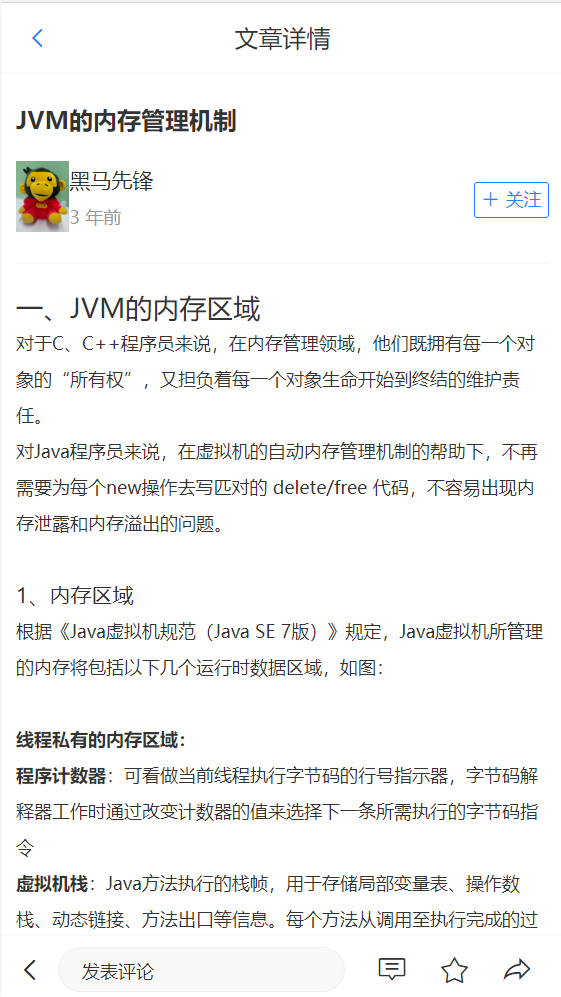 文章详情
JVM的内存管理机制
黑马先锋
3 年前
+ 关注
一、JVM的内存区域
对于C、C++程序员来说，在内存管理领域，他们既拥有每一个对
象的“所有权”，又担负着每一个对象生命开始到终结的维护责
任。
对Java程序员来说，在虚拟机的自动内存管理机制的帮助下，不再
需要为每个new操作去写匹对的 delete/free 代码，不容易出现内
存泄露和内存溢出的问题。
1、内存区域
根据《Java虚拟机规范（Java SE 7版）》规定，Java虚拟机所管理
的内存将包括以下几个运行时数据区域，如图：
线程私有的内存区域：
程序计数器：可看做当前线程执行字节码的行号指示器，字节码解
释器工作时通过改变计数器的值来选择下一条所需执行的字节码指
令
虚拟机栈：Java方法执行的栈帧，用于存储局部变量表、操作数
栈、动态链接、方法出口等信息。每个方法从调用至执行完成的过
发表评论